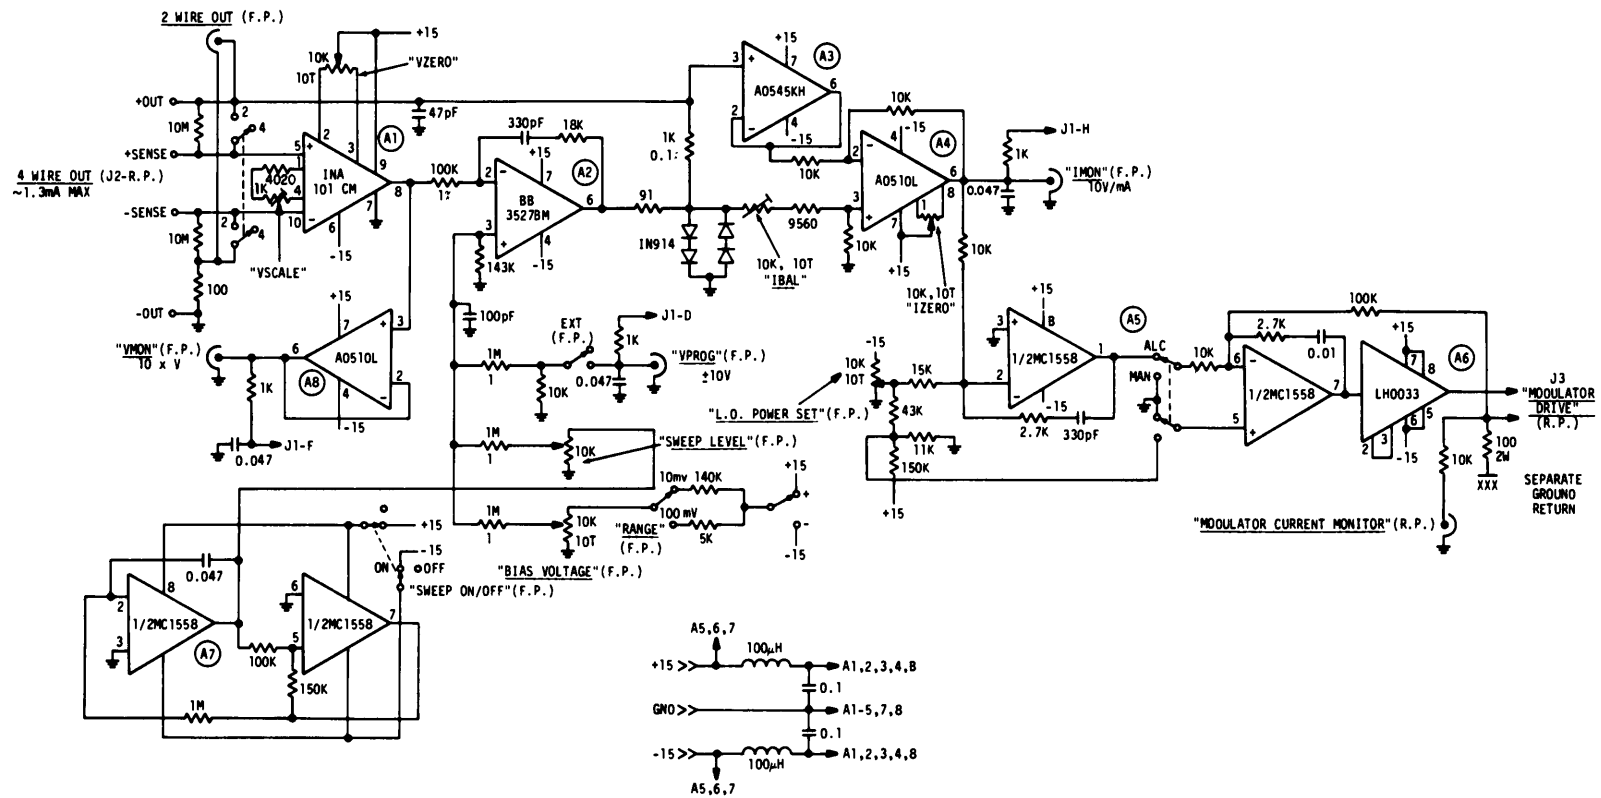 2 WIRE OUT (F.P.)
+15
10K
10T
"VZERO"
+OUT
10M
2
4
47pF
+SENSE
4 WIRE OUT (J2-R.P.)
~1.3mA MAX
-SENSE
10M
2
4
100
-OUT
5
1
4020
1K
4
10
2
3
INA
101 CM
A1
9
8
7
6
-15
"VSCALE"
100K
1%
330pF
18K
+15
A2
2
7
BB
3527BM
6
3
4
-15
143K
91
1K
0.1%
IN914
+15
A3
3
7
AD545KH
6
2
4
-15
10K
10K
-15
A4
4
2
AD510L
6
3
1
8
7
+15
10K
9560
10K, 10T
"IBAL"
10K,10T
"IZERO"
10K
1K
J1-H
0.047
"IMON"(F.P.)
10V/mA
+15
7
3
"VMON"(F.P.)
10 x V
6
AD510L
A8
2
4
-15
1K
0.047
J1-F
100pF
1M
1
EXT
(F.P.)
1K
J1-D
10K
0.047
"VPROG"(F.P.)
±10V
1M
1
10K
"SWEEP LEVEL"(F.P.)
1M
1
10K
10T
10mv
140K
100 mV
"RANGE"
(F.P.)
5K
+15
+
-
-15
"BIAS VOLTAGE"(F.P.)
-15
10K
10T
15K
"L.O. POWER SET"(F.P.)
43K
11K
150K
+15
+15
8
3
1/2MC1558
1
2
-15
2.7K
330pF
A5
ALC
MAN
10K
100K
2.7K
0.01
6
1/2MC1558
7
5
+15
7
8
A6
LH0033
5
6
2
3
-15
J3
"MODULATOR
DRIVE"
(R.P.)
10K
100
2W
XXX
SEPARATE
GROUND
RETURN
"MODULATOR CURRENT MONITOR"(R.P.)
+15
-15
ON
OFF
"SWEEP ON/OFF"(F.P.)
0.047
2
8
1/2MC1558
3
A7
100K
6
1/2MC1558
7
5
150K
1M
A5,6,7
100μH
+15
A1,2,3,4,8
0.1
GND
A1-5,7,8
0.1
-15
A1,2,3,4,8
100μH
A5,6,7